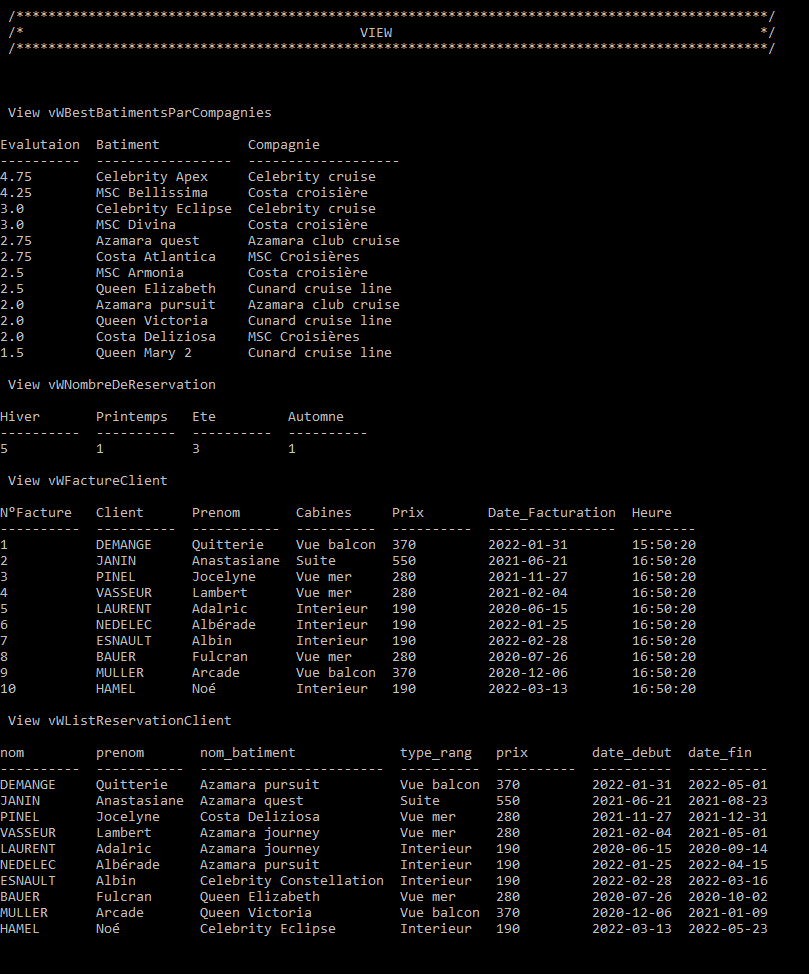 /**********************************************************************************************/
/* VIEW */
/**********************************************************************************************/
View vWBestBatimentsParCompagnies
Evalutaion Batiment Compagnie
---------- ----------------- -------------------
4.75 Celebrity Apex Celebrity cruise
4.25 MSC Bellissima Costa croisière
3.0 Celebrity Eclipse Celebrity cruise
3.0 MSC Divina Costa croisière
2.75 Azamara quest Azamara club cruise
2.75 Costa Atlantica MSC Croisières
2.5 MSC Armonia Costa croisière
2.5 Queen Elizabeth Cunard cruise line
2.0 Azamara pursuit Azamara club cruise
2.0 Queen Victoria Cunard cruise line
2.0 Costa Deliziosa MSC Croisières
1.5 Queen Mary 2 Cunard cruise line
View vWNombreDeReservation
Hiver Printemps Ete Automne
---------- ---------- ---------- ----------
5 1 3 1
View vWFactureClient
N°Facture Client Prenom Cabines Prix Date_Facturation Heure
---------- ---------- ----------- ---------- ---------- ---------------- --------
1 DEMANGE Quitterie Vue balcon 370 2022-01-31 15:50:20
2 JANIN Anastasiane Suite 550 2021-06-21 16:50:20
3 PINEL Jocelyne Vue mer 280 2021-11-27 16:50:20
4 VASSEUR Lambert Vue mer 280 2021-02-04 16:50:20
5 LAURENT Adalric Interieur 190 2020-06-15 16:50:20
6 NEDELEC Albérade Interieur 190 2022-01-25 16:50:20
7 ESNAULT Albin Interieur 190 2022-02-28 16:50:20
8 BAUER Fulcran Vue mer 280 2020-07-26 16:50:20
9 MULLER Arcade Vue balcon 370 2020-12-06 16:50:20
10 HAMEL Noé Interieur 190 2022-03-13 16:50:20
View vWListReservationClient
nom prenom nom_batiment type_rang prix date_debut date_fin
---------- ----------- ----------------------- ---------- ---------- ---------- ----------
DEMANGE Quitterie Azamara pursuit Vue balcon 370 2022-01-31 2022-05-01
JANIN Anastasiane Azamara quest Suite 550 2021-06-21 2021-08-23
PINEL Jocelyne Costa Deliziosa Vue mer 280 2021-11-27 2021-12-31
VASSEUR Lambert Azamara journey Vue mer 280 2021-02-04 2021-05-01
LAURENT Adalric Azamara journey Interieur 190 2020-06-15 2020-09-14
NEDELEC Albérade Azamara pursuit Interieur 190 2022-01-25 2022-04-15
ESNAULT Albin Celebrity Constellation Interieur 190 2022-02-28 2022-03-16
BAUER Fulcran Queen Elizabeth Vue mer 280 2020-07-26 2020-10-02
MULLER Arcade Queen Victoria Vue balcon 370 2020-12-06 2021-01-09
HAMEL Noé Celebrity Eclipse Interieur 190 2022-03-13 2022-05-23